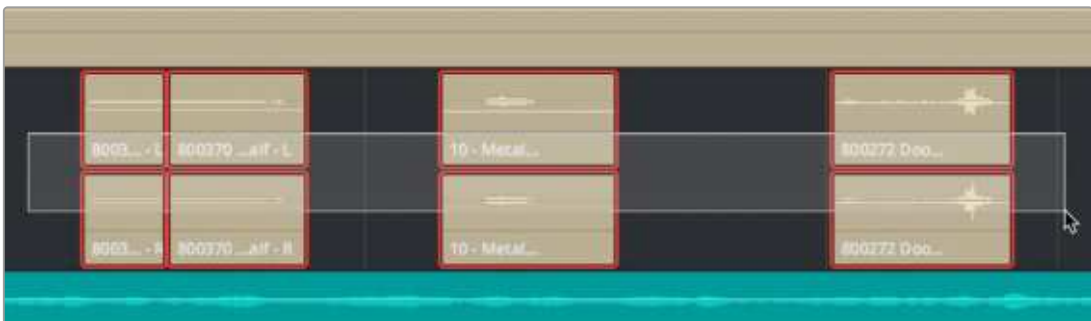 8003... - L 800370 ...aif - L 10 - Metal... 800272 Doo...
8003... - R 800370 ...aif - R 10 - Metal... 800272 Doo...